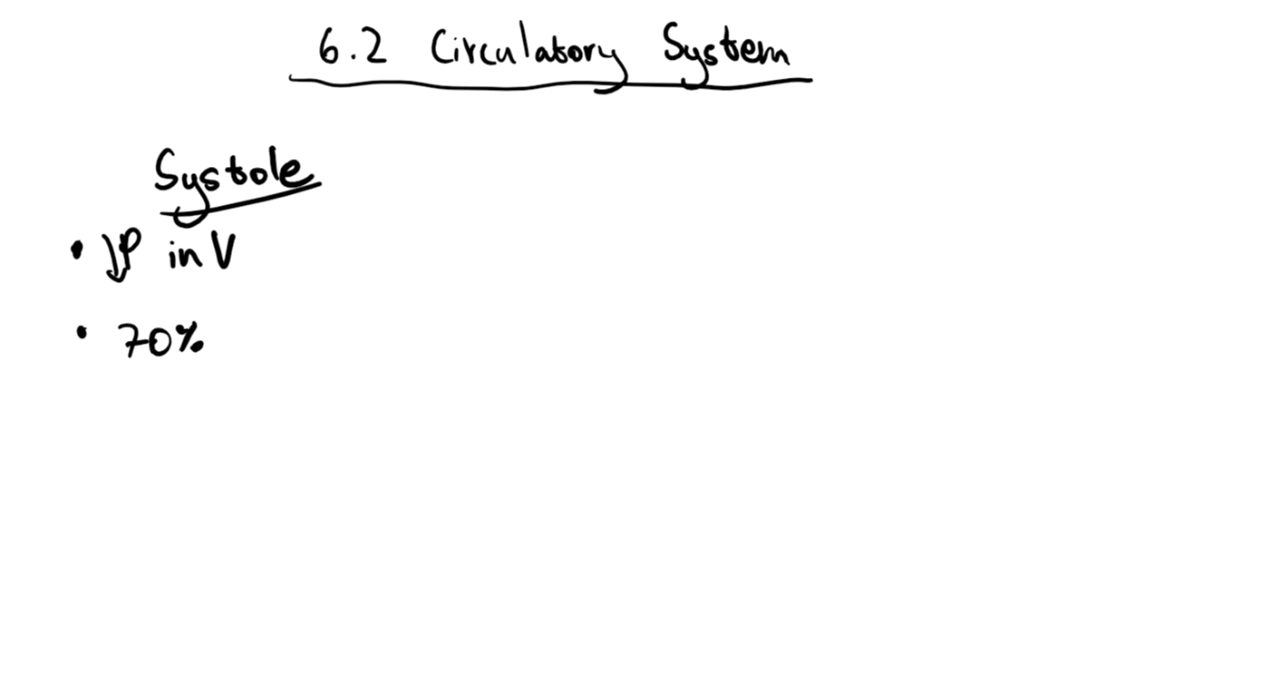 6.2 Circulatory System
Systole
• ↓P in V
• 70%